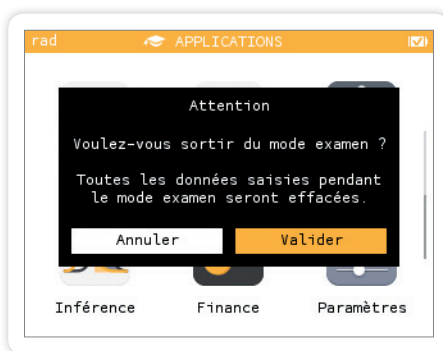 rad APPLICATIONS
Attention
Voulez-vous sortir du mode examen ?
Toutes les données saisies pendant
le mode examen seront effacées.
Annuler Valider
Inférence Finance Paramètres